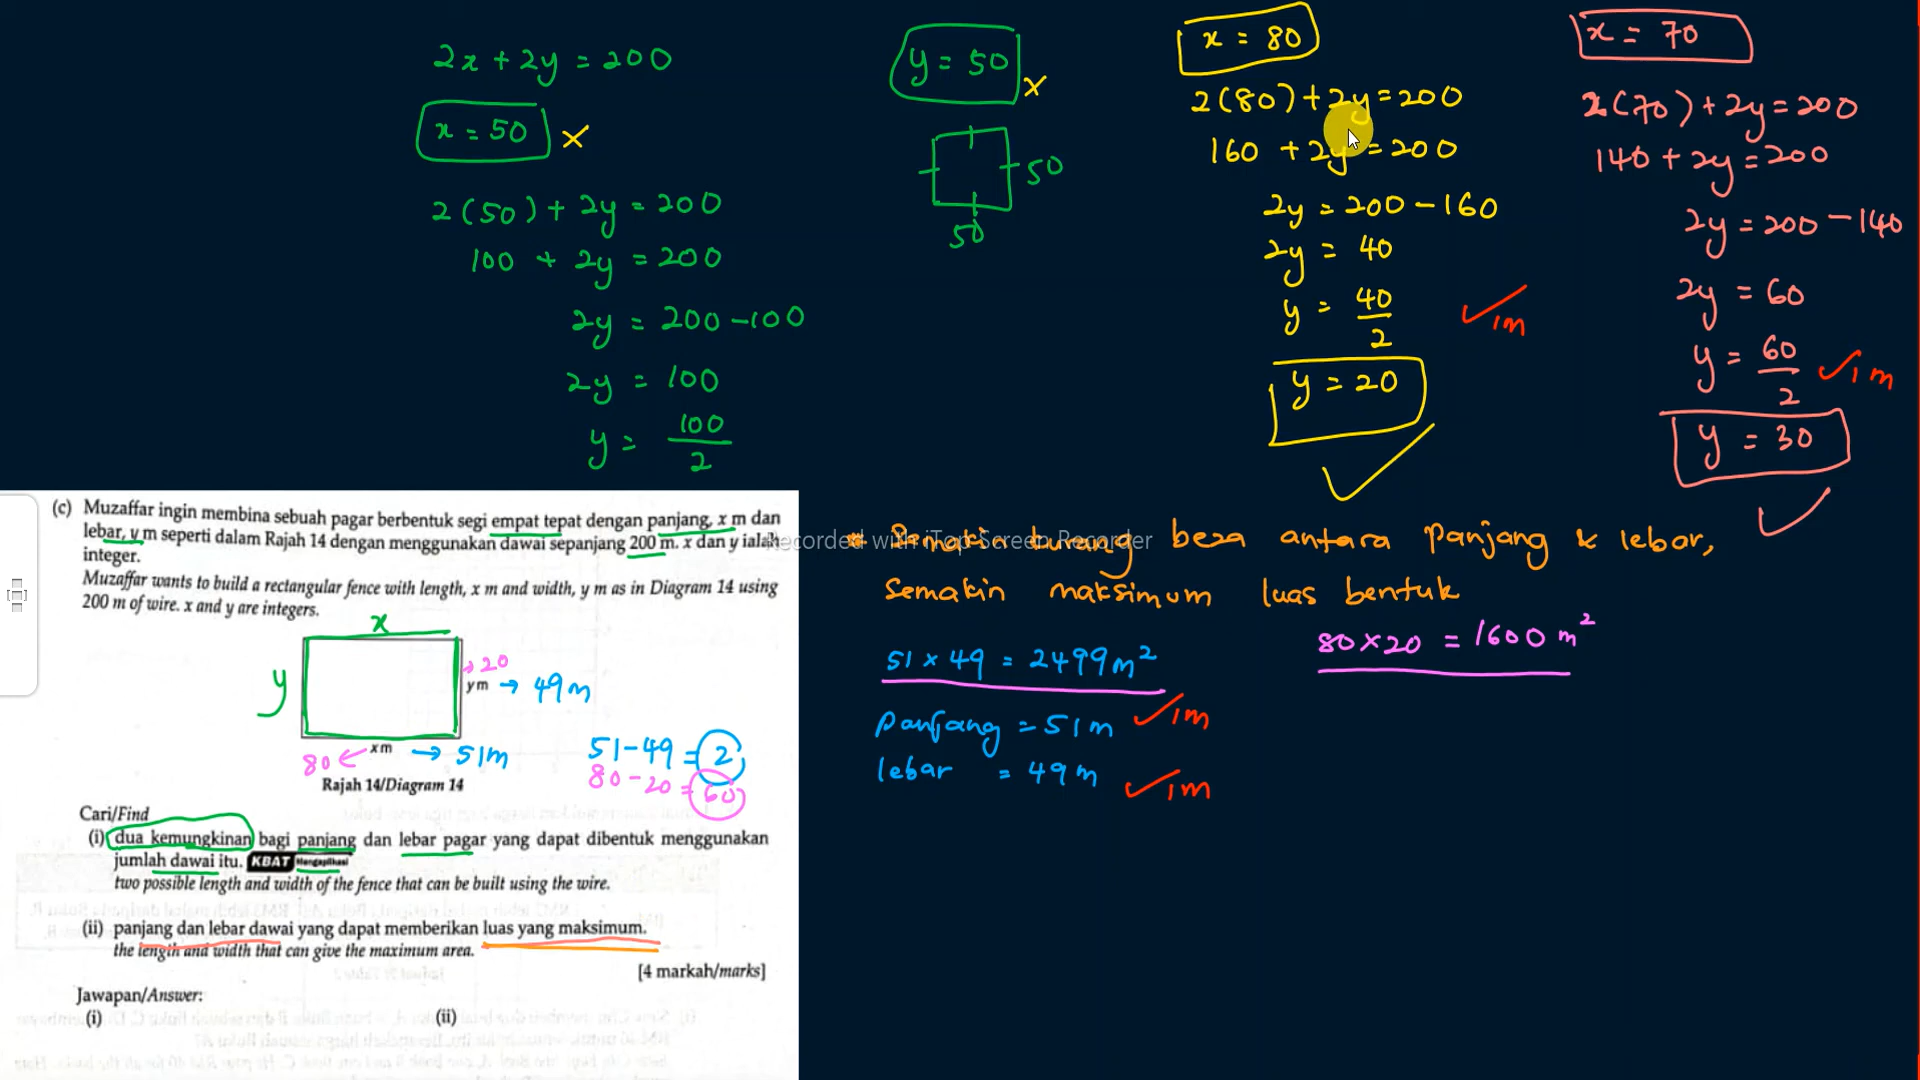 2x + 2y = 200
x = 50 ×
2(50) + 2y = 200
100 + 2y = 200
2y = 200 - 100
2y = 100
y = 100/2
y = 50 ×
50
50
x = 80
2(80) + 2y = 200
160 + 2y = 200
2y = 200 - 160
2y = 40
y = 40/2
✓1m
y = 20
✓
x = 70
2(70) + 2y = 200
140 + 2y = 200
2y = 200 - 140
2y = 60
y = 60/2 ✓1m
y = 30
✓
(c) Muzaffar ingin membina sebuah pagar berbentuk segi empat tepat dengan panjang, x m dan
lebar, y m seperti dalam Rajah 14 dengan menggunakan dawai sepanjang 200 m. x dan y ialah
integer.
Muzaffar wants to build a rectangular fence with length, x m and width, y m as in Diagram 14 using
200 m of wire. x and y are integers.
x
y
→ 20
y m → 49m
80 ← x m → 51m
51 - 49 = 2
80 - 20 = 60
Rajah 14/Diagram 14
Cari/Find
(i) dua kemungkinan bagi panjang dan lebar pagar yang dapat dibentuk menggunakan
jumlah dawai itu. KBAT Mengaplikasi
two possible length and width of the fence that can be built using the wire.
(ii) panjang dan lebar dawai yang dapat memberikan luas yang maksimum.
the length and width that can give the maximum area.
[4 markah/marks]
Jawapan/Answer:
(i) (ii)
Recorded with iTop Screen Recorder
* Semakin kurang beza antara panjang & lebar,
semakin maksimum luas bentuk
51 × 49 = 2499m²
80 × 20 = 1600 m²
panjang = 51m ✓1m
lebar = 49m ✓1m